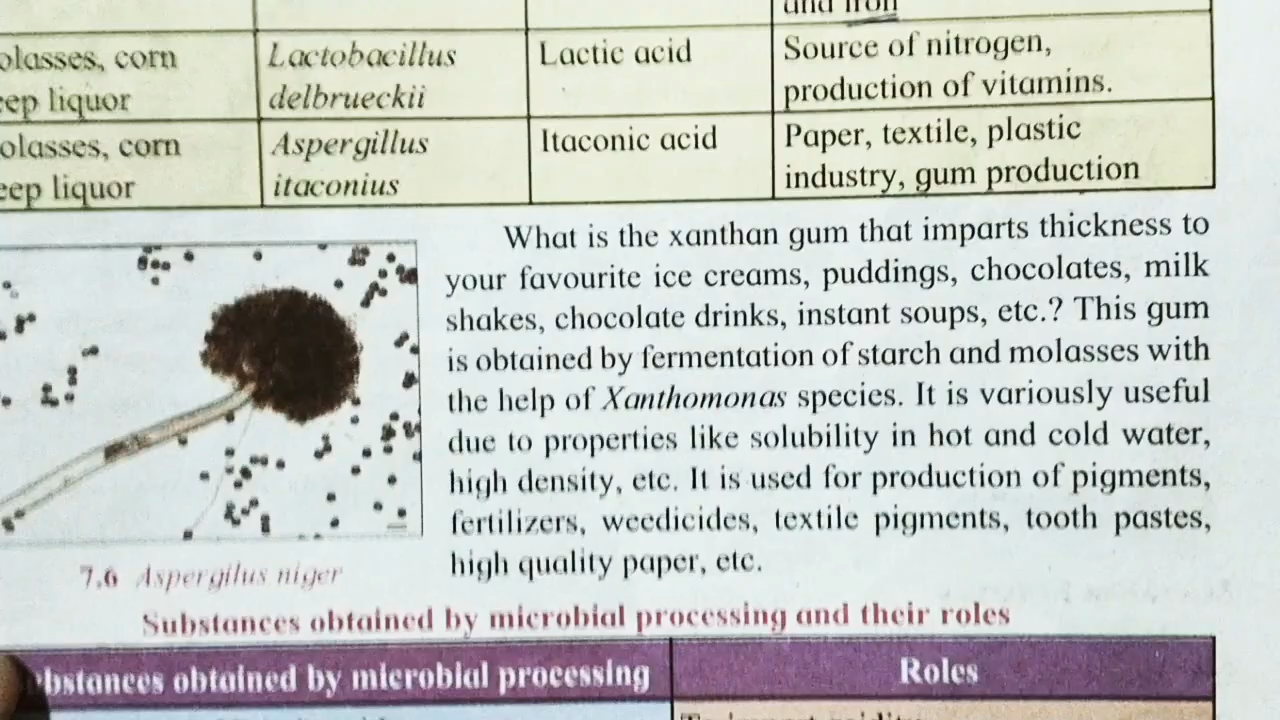 and iron
olasses, corn
Lactobacillus
Lactic acid
Source of nitrogen,
eep liquor
delbrueckii
production of vitamins.
olasses, corn
Aspergillus
Itaconic acid
Paper, textile, plastic
eep liquor
itaconius
industry, gum production
What is the xanthan gum that imparts thickness to
your favourite ice creams, puddings, chocolates, milk
shakes, chocolate drinks, instant soups, etc.? This gum
is obtained by fermentation of starch and molasses with
the help of Xanthomonas species. It is variously useful
due to properties like solubility in hot and cold water,
high density, etc. It is used for production of pigments,
fertilizers, weedicides, textile pigments, tooth pastes,
high quality paper, etc.
7.6 Aspergilus niger
Substances obtained by microbial processing and their roles
bstances obtained by microbial processing
Roles